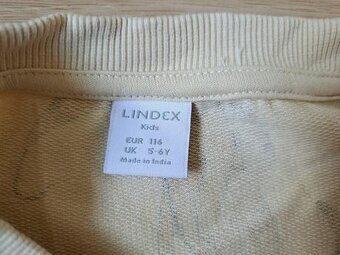 LINDEX
Kids
EUR 116
UK 5-6Y
Made in India